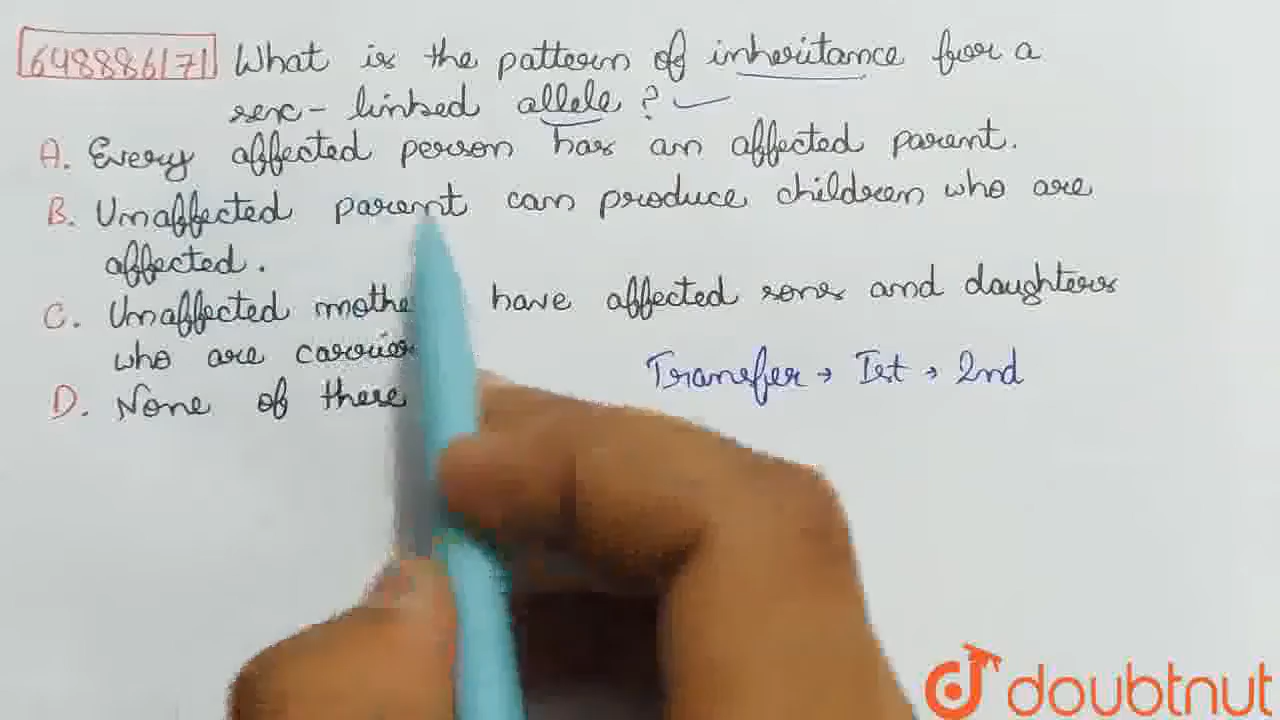 648886171 What is the pattern of inheritance for a
sex-linked allele?
A. Every affected person has an affected parent.
B. Unaffected parent can produce children who are
affected.
C. Unaffected mothe have affected sons and daughters
who are carrier
D. None of these
Transfer → Ist → 2nd
doubtnut